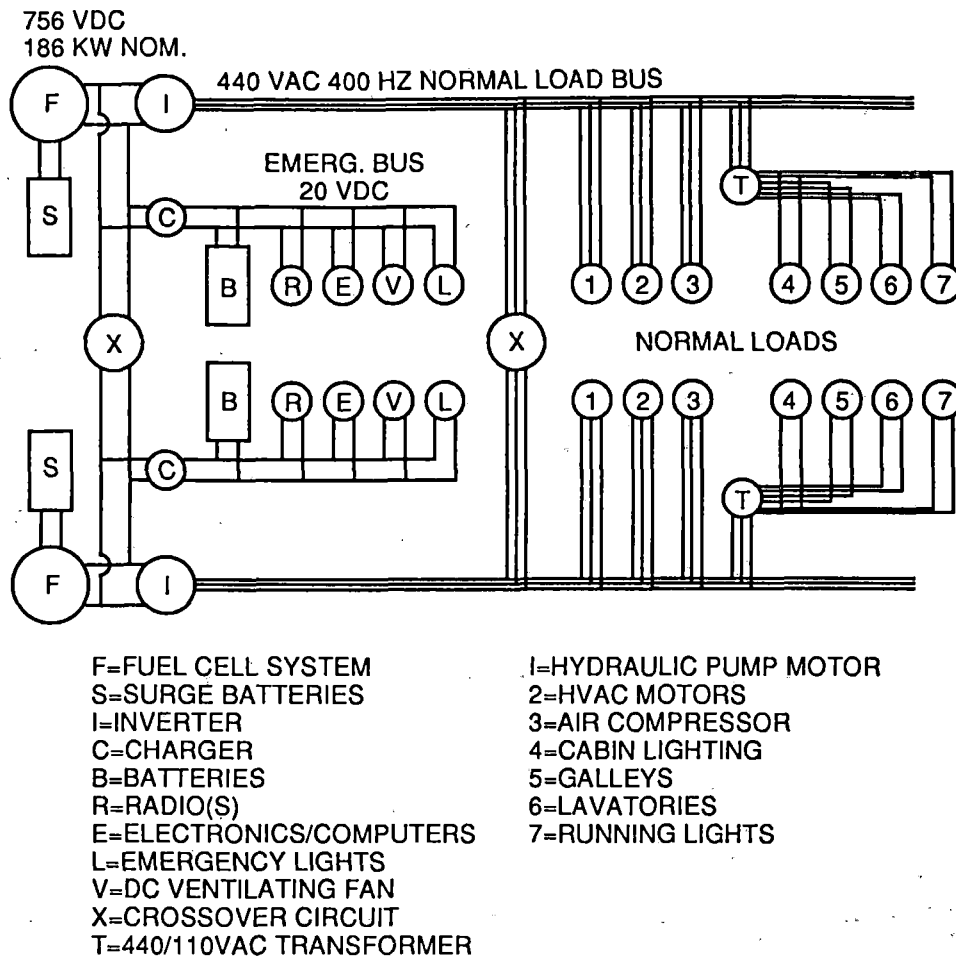 756 VDC
186 KW NOM.
F I 440 VAC 400 HZ NORMAL LOAD BUS
EMERG. BUS
20 VDC
T
S C
B R E V L 1 2 3 4 5 6 7
X X NORMAL LOADS
B R E V L 1 2 3 4 5 6 7
S C
T
F I
F=FUEL CELL SYSTEM
S=SURGE BATTERIES
I=INVERTER
C=CHARGER
B=BATTERIES
R=RADIO(S)
E=ELECTRONICS/COMPUTERS
L=EMERGENCY LIGHTS
V=DC VENTILATING FAN
X=CROSSOVER CIRCUIT
T=440/110VAC TRANSFORMER
I=HYDRAULIC PUMP MOTOR
2=HVAC MOTORS
3=AIR COMPRESSOR
4=CABIN LIGHTING
5=GALLEYS
6=LAVATORIES
7=RUNNING LIGHTS